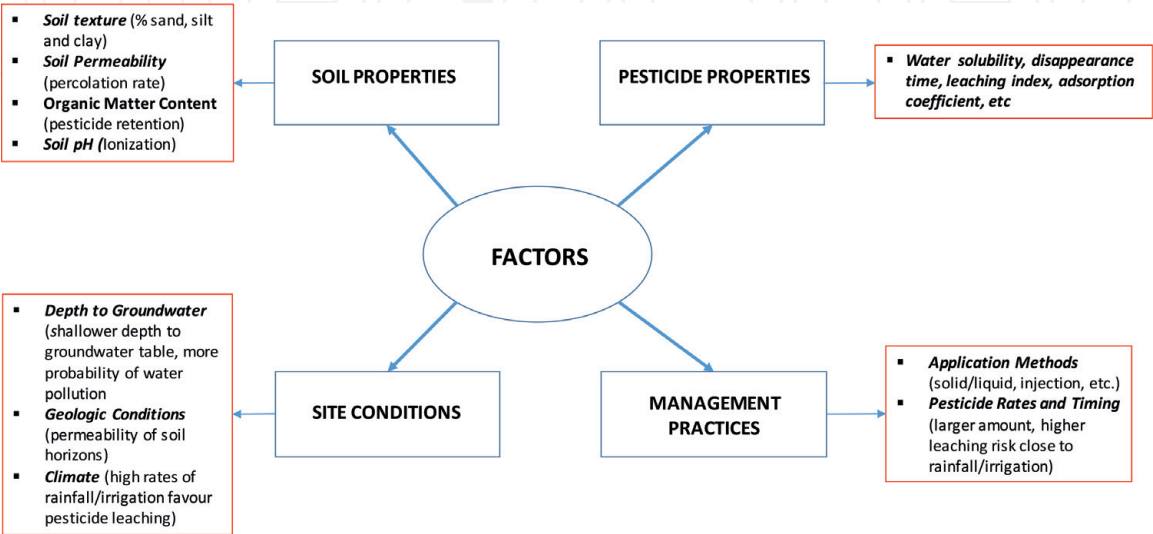 ▪ Soil texture (% sand, silt
and clay)
▪ Soil Permeability
(percolation rate)
▪ Organic Matter Content
(pesticide retention)
▪ Soil pH (Ionization)
SOIL PROPERTIES
PESTICIDE PROPERTIES
▪ Water solubility, disappearance
time, leaching index, adsorption
coefficient, etc
FACTORS
▪ Depth to Groundwater
(shallower depth to
groundwater table, more
probability of water
pollution
▪ Geologic Conditions
(permeability of soil
horizons)
▪ Climate (high rates of
rainfall/irrigation favour
pesticide leaching)
SITE CONDITIONS
MANAGEMENT
PRACTICES
▪ Application Methods
(solid/liquid, injection, etc.)
▪ Pesticide Rates and Timing
(larger amount, higher
leaching risk close to
rainfall/irrigation)